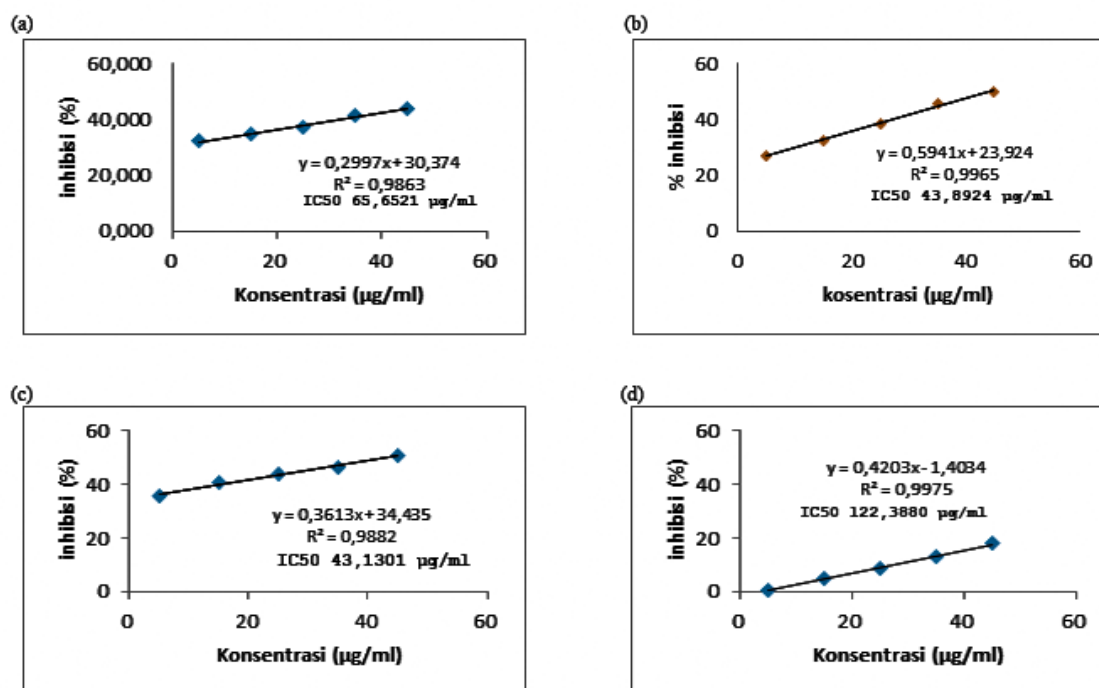 (a)
60,000
40,000
20,000
0,000
inhibisi (%)
y = 0,2997x + 30,374
R² = 0,9863
IC50 65,6521 µg/ml
0 20 40 60
Konsentrasi (µg/ml)
(b)
60
40
20
0
% inhibisi
y = 0,5941x + 23,924
R² = 0,9965
IC50 43,8924 µg/ml
0 20 40 60
kosentrasi (µg/ml)
(c)
60
40
20
0
inhibisi (%)
y = 0,3613x + 34,435
R² = 0,9882
IC50 43,1301 µg/ml
0 20 40 60
Konsentrasi (µg/ml)
(d)
60
40
20
0
inhibisi (%)
y = 0,4203x - 1,4034
R² = 0,9975
IC50 122,3880 µg/ml
0 20 40 60
Konsentrasi (µg/ml)